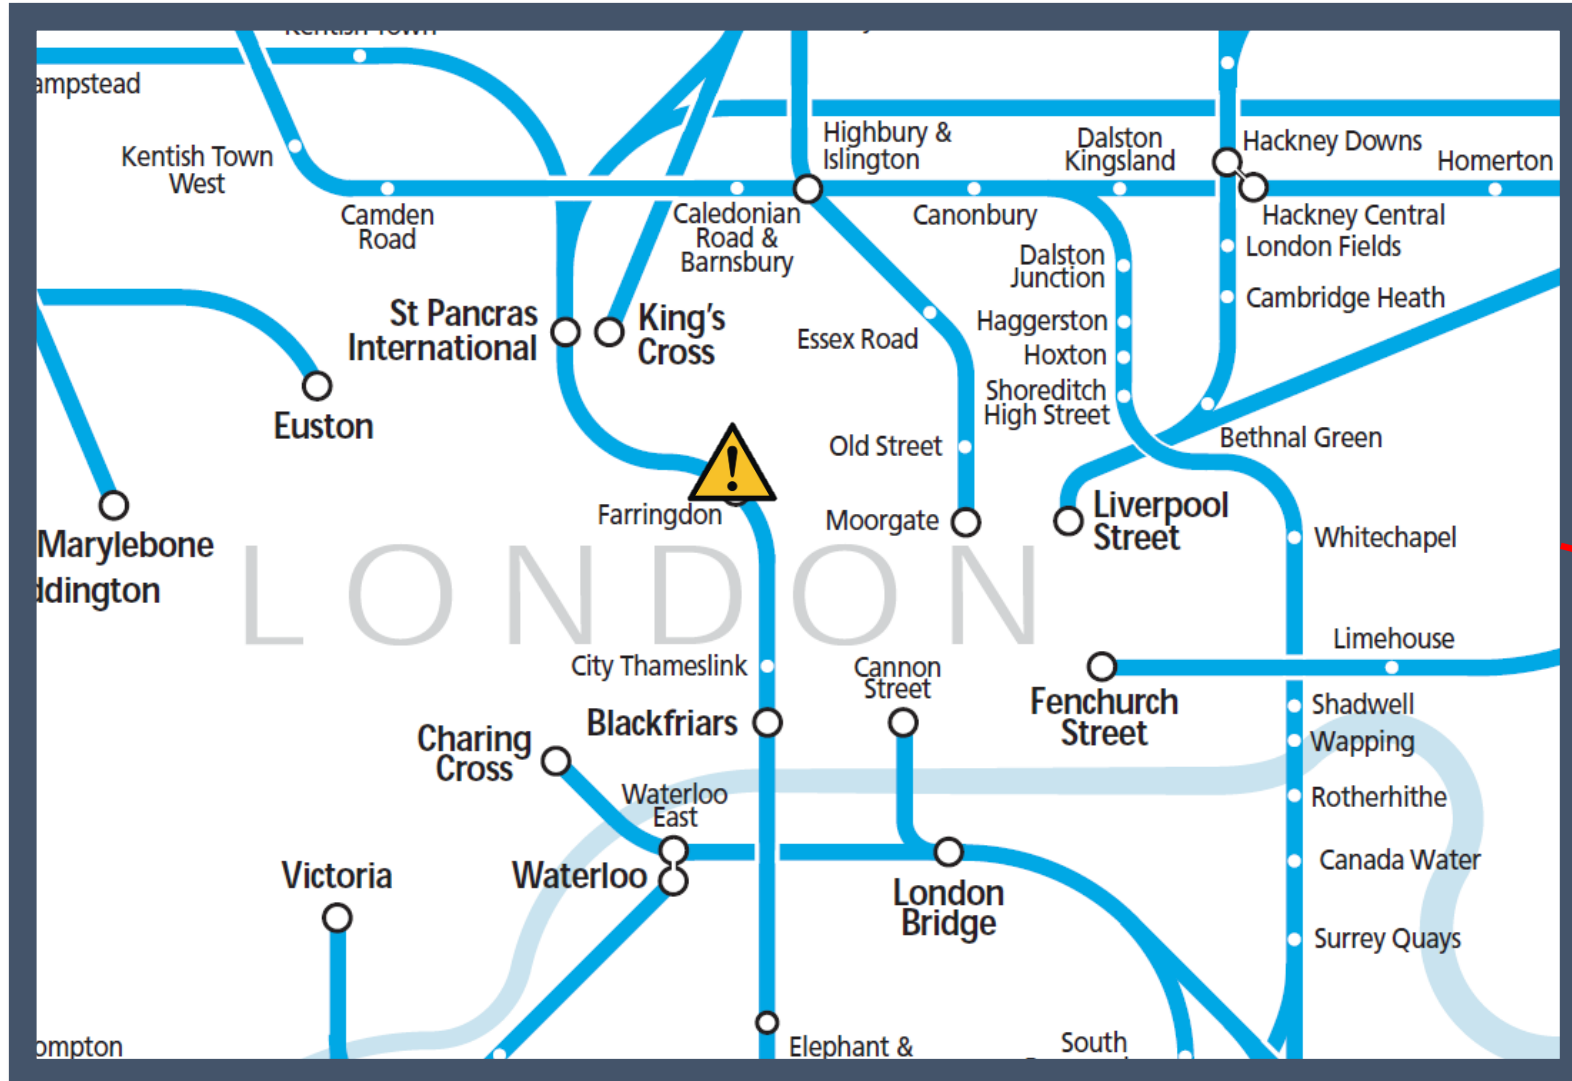 Kentish Town
ampstead
Highbury &
Islington
Dalston
Kingsland
Hackney Downs
Homerton
Kentish Town
West
Camden
Road
Caledonian
Road &
Barnsbury
Canonbury
Hackney Central
London Fields
Dalston
Junction
Cambridge Heath
St Pancras
International
King's
Cross
Essex Road
Haggerston
Hoxton
Shoreditch
High Street
Euston
Old Street
Bethnal Green
!
Farringdon
Moorgate
Liverpool
Street
Whitechapel
Marylebone
ddington
LONDON
Limehouse
City Thameslink
Cannon
Street
Fenchurch
Street
Shadwell
Blackfriars
Wapping
Charing
Cross
Waterloo
East
Rotherhithe
Victoria
Waterloo
London
Bridge
Canada Water
Surrey Quays
ompton
Elephant &
South